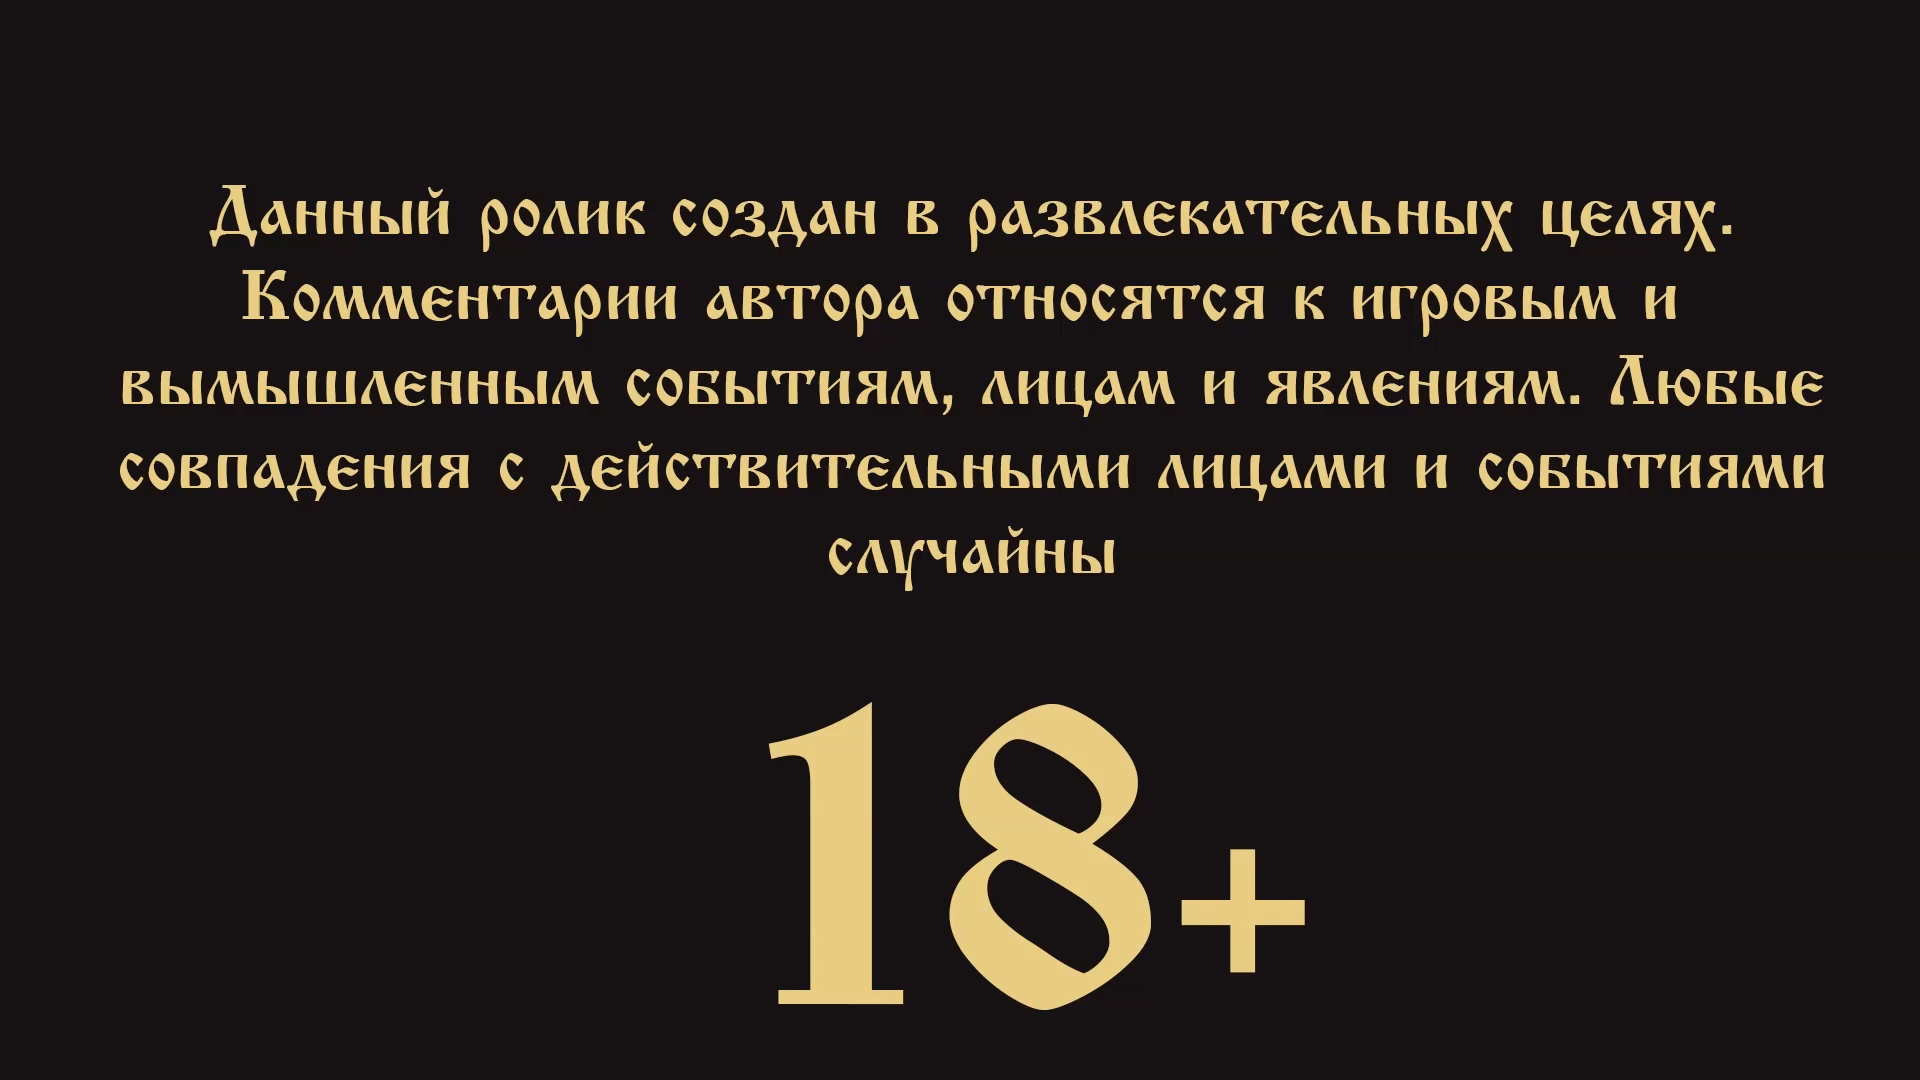 Данный ролик создан в развлекательных целях.
Комментарии автора относятся к игровым и
вымышленным событиям, лицам и явлениям. Любые
совпадения с действительными лицами и событиями
случайны
18+